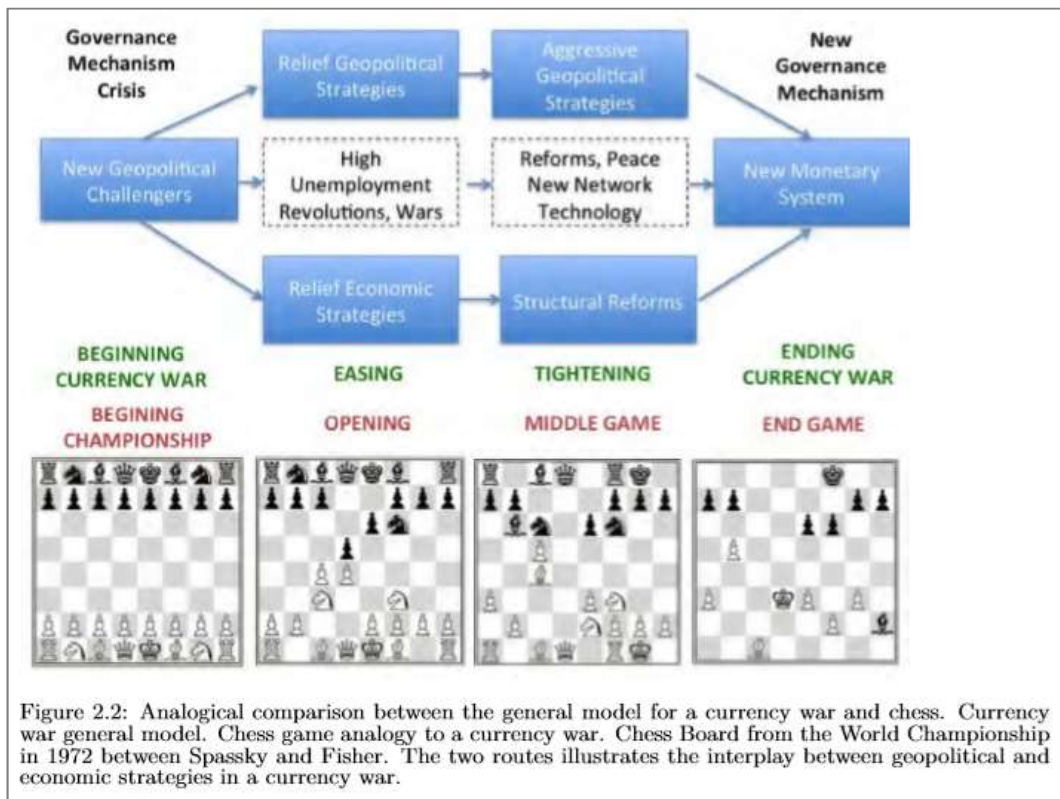 Governance
Mechanism
Crisis
Relief Geopolitical
Strategies
Aggressive
Geopolitical
Strategies
New
Governance
Mechanism
New Geopolitical
Challengers
High
Unemployment
Revolutions, Wars
Reforms, Peace
New Network
Technology
New Monetary
System
Relief Economic
Strategies
Structural Reforms
BEGINNING
CURRENCY WAR
EASING
TIGHTENING
ENDING
CURRENCY WAR
BEGINING
CHAMPIONSHIP
OPENING
MIDDLE GAME
END GAME
Figure 2.2: Analogical comparison between the general model for a currency war and chess. Currency
war general model. Chess game analogy to a currency war. Chess Board from the World Championship
in 1972 between Spassky and Fisher. The two routes illustrates the interplay between geopolitical and
economic strategies in a currency war.